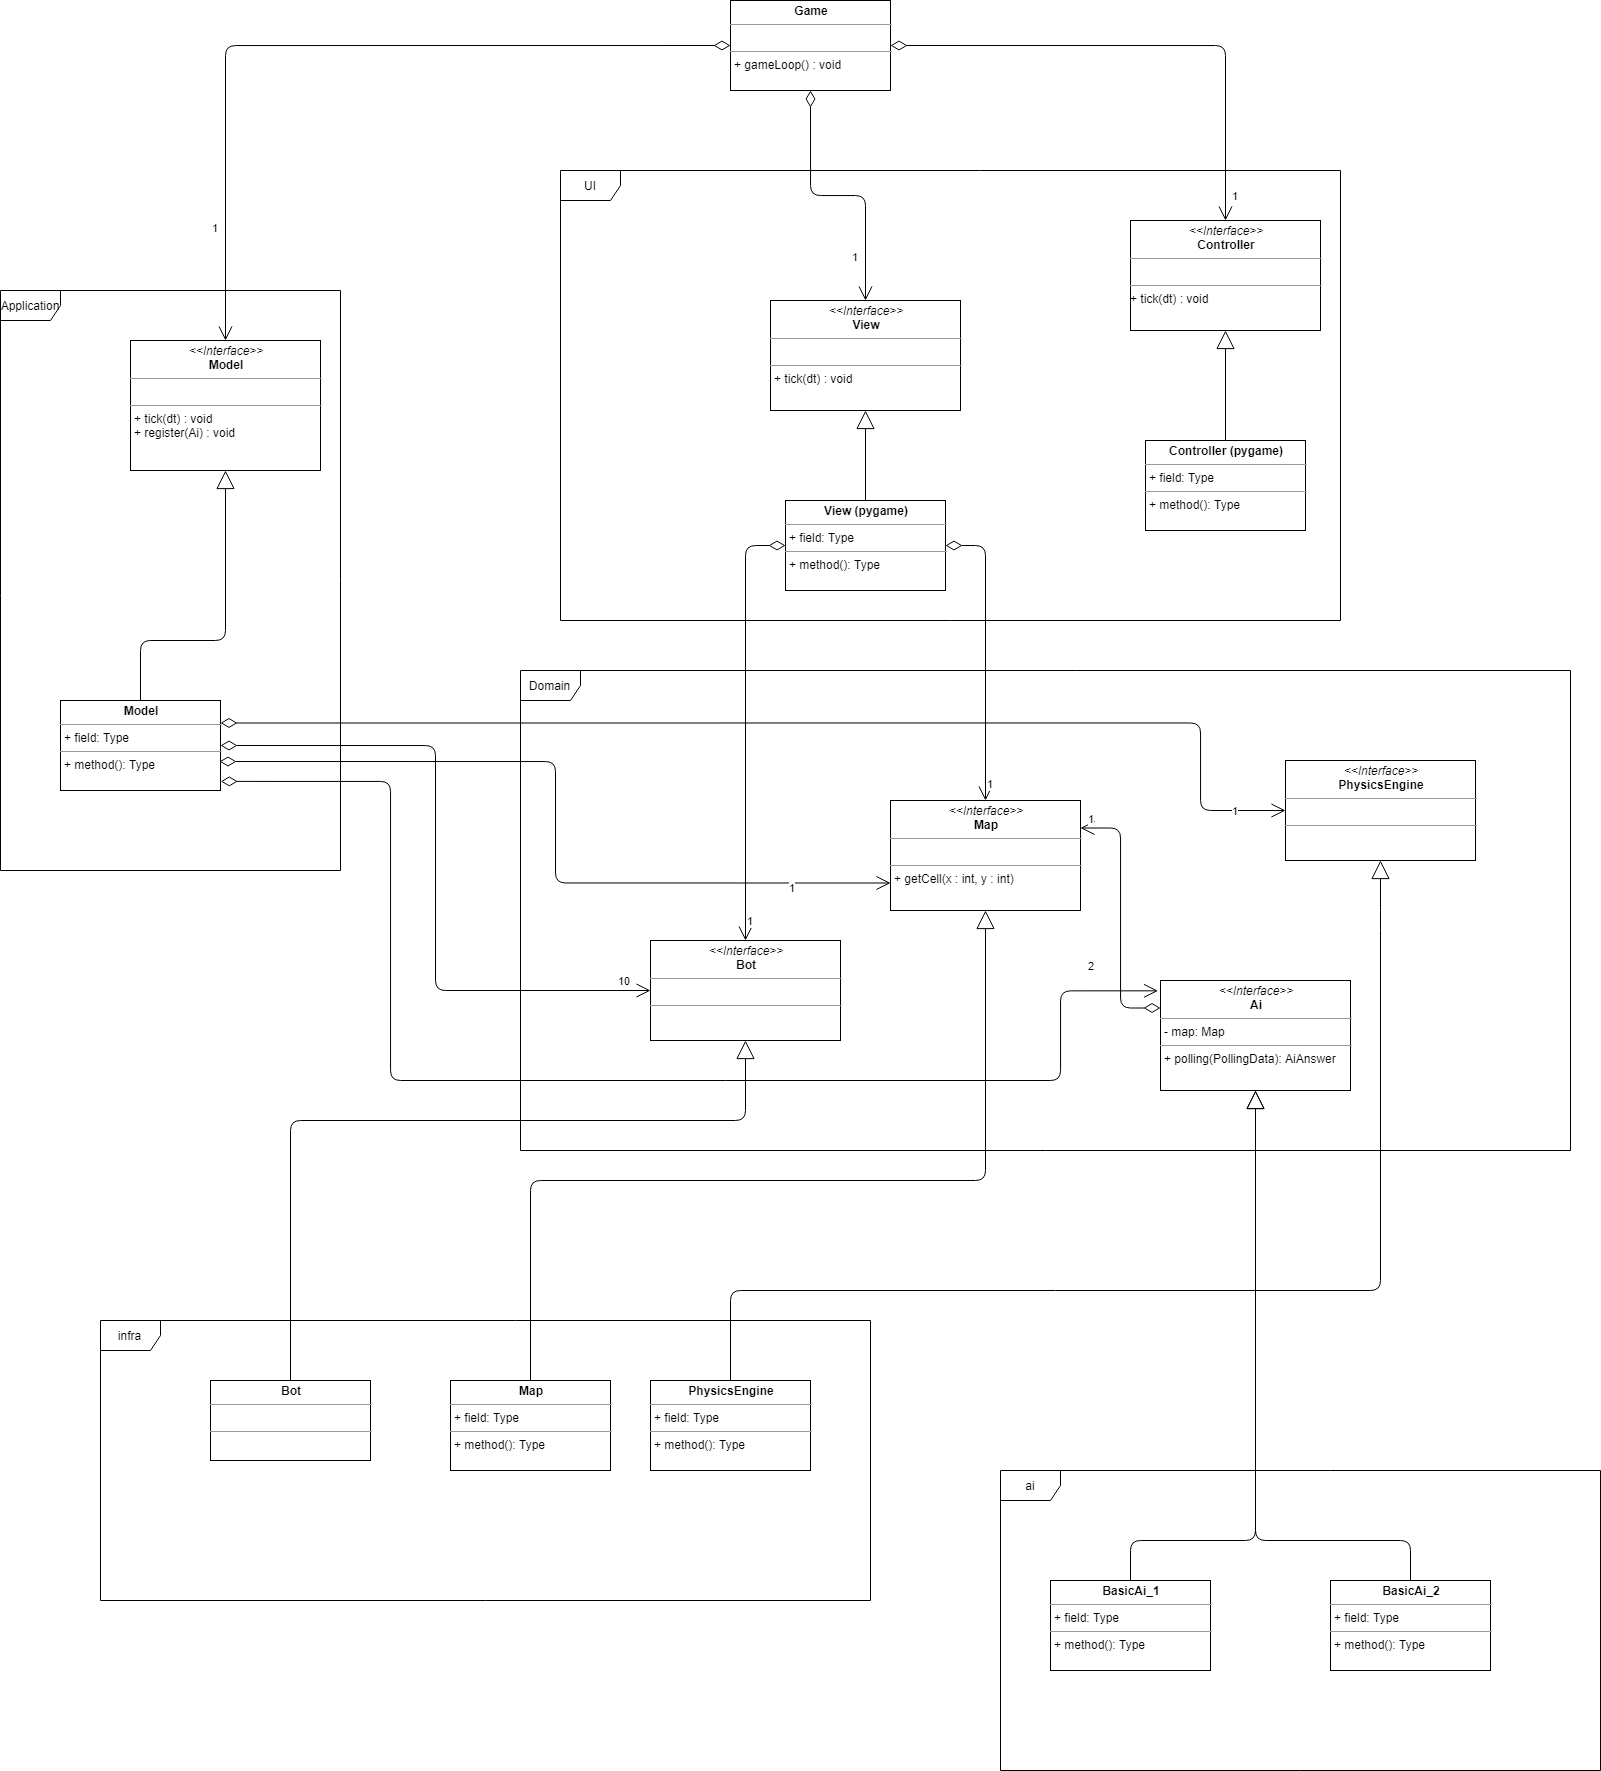 Game
+ gameLoop() : void
UI
1
<<Interface>>
Controller
+ tick(dt) : void
1
1
Application
<<Interface>>
View
+ tick(dt) : void
<<Interface>>
Model
+ tick(dt) : void
+ register(Ai) : void
Controller (pygame)
+ field: Type
+ method(): Type
View (pygame)
+ field: Type
+ method(): Type
Domain
Model
+ field: Type
+ method(): Type
<<Interface>>
PhysicsEngine
1
1
<<Interface>>
Map
+ getCell(x : int, y : int)
1
1
1
<<Interface>>
Bot
10
2
<<Interface>>
Ai
- map: Map
+ polling(PollingData): AiAnswer
infra
Bot
Map
+ field: Type
+ method(): Type
PhysicsEngine
+ field: Type
+ method(): Type
ai
BasicAi_1
+ field: Type
+ method(): Type
BasicAi_2
+ field: Type
+ method(): Type